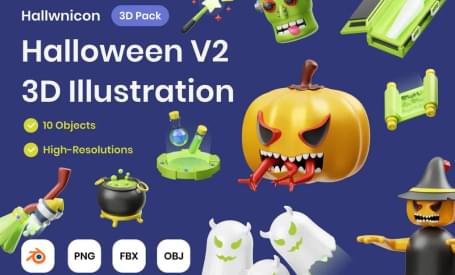 Hallwnicon
3D Pack
Halloween V2
3D Illustration
10 Objects
High-Resolutions
PNG
FBX
OBJ